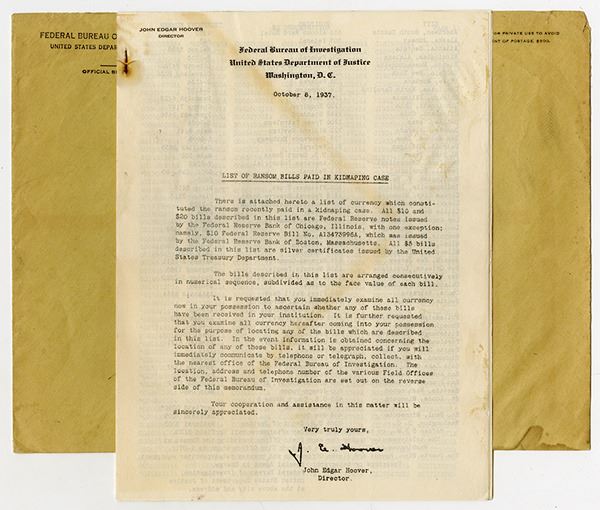 FEDERAL BUREAU O
UNITED STATES DEPA
OFFICIAL B
PRIVATE USE TO AVOID
NT OF POSTAGE, $300.
JOHN EDGAR HOOVER
DIRECTOR
Federal Bureau of Investigation
United States Department of Justice
Washington, D. C.
October 8, 1937.
LIST OF RANSOM BILLS PAID IN KIDNAPING CASE
There is attached hereto a list of currency which consti-
tuted the ransom recently paid in a kidnaping case. All $10 and
$20 bills described in this list are Federal Reserve notes issued
by the Federal Reserve Bank of Chicago, Illinois, with one exception;
namely, $10 Federal Reserve Bill No. A13473996A, which was issued
by the Federal Reserve Bank of Boston, Massachusetts. All $5 bills
described in this list are silver certificates issued by the United
States Treasury Department.
The bills described in this list are arranged consecutively
in numerical sequence, subdivided as to the face value of each bill.
It is requested that you immediately examine all currency
now in your possession to ascertain whether any of these bills
have been received in your institution. It is further requested
that you examine all currency hereafter coming into your possession
for the purpose of locating any of the bills which are described
in this list. In the event information is obtained concerning the
location of any of these bills, it will be appreciated if you will
immediately communicate by telephone or telegraph, collect, with
the nearest office of the Federal Bureau of Investigation. The
location, address and telephone number of the various Field Offices
of the Federal Bureau of Investigation are set out on the reverse
side of this memorandum.
Your cooperation and assistance in this matter will be
sincerely appreciated.
Very truly yours,
J. E. Hoover
John Edgar Hoover,
Director.